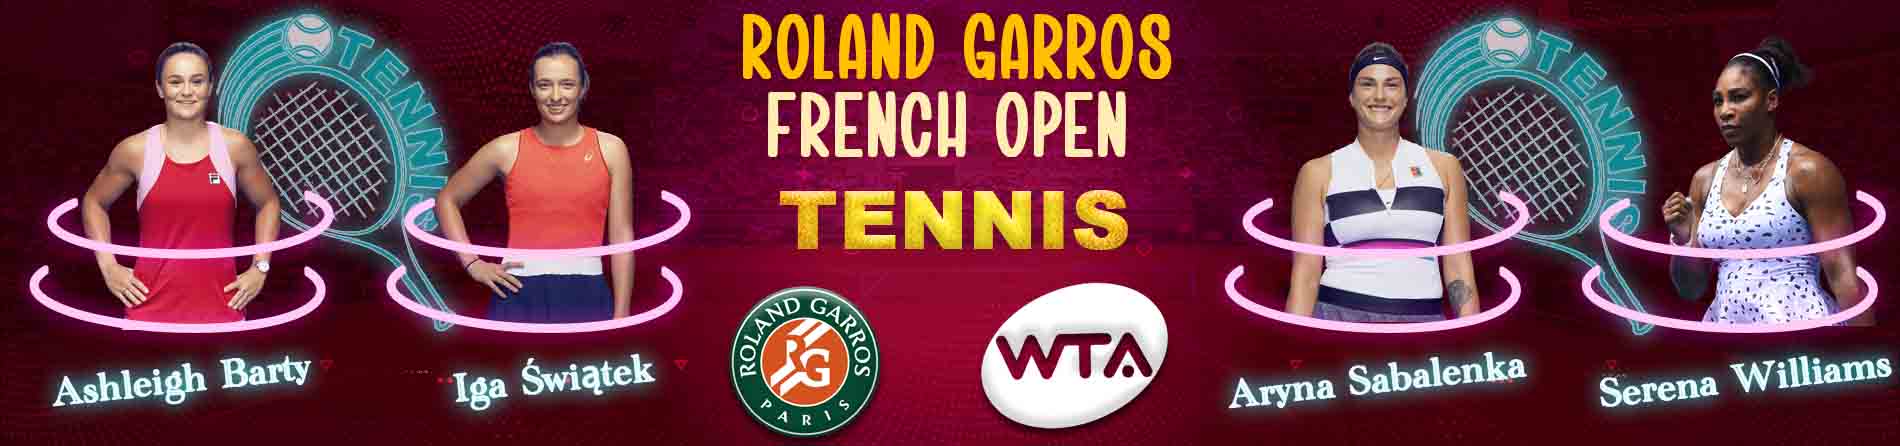 ROLAND GARROS
FRENCH OPEN
TENNIS
TENNIS
TENNIS
ROLAND GARROS
RG
PARIS
WTA
Ashleigh Barty
Iga Świątek
Aryna Sabalenka
Serena Williams